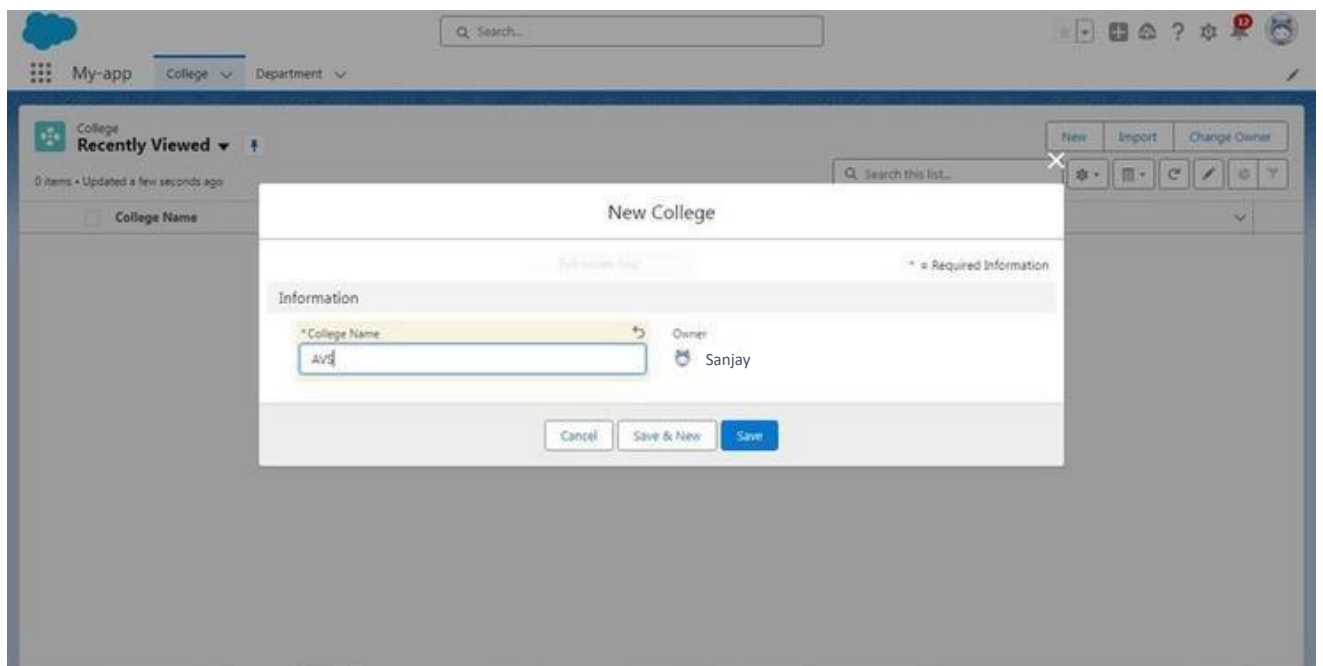 Search...
12
My-app College Department
College
Recently Viewed
New Import Change Owner
0 items • Updated a few seconds ago
Search this list...
College Name
New College
* = Required Information
Information
*College Name
Owner
AVS
Sanjay
Cancel Save & New Save